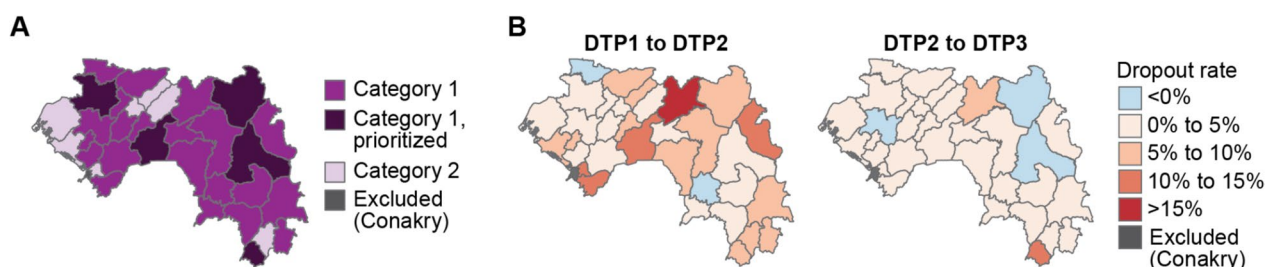 A
Category 1
Category 1,
prioritized
Category 2
Excluded
(Conakry)
B
DTP1 to DTP2
DTP2 to DTP3
Dropout rate
<0%
0% to 5%
5% to 10%
10% to 15%
>15%
Excluded
(Conakry)